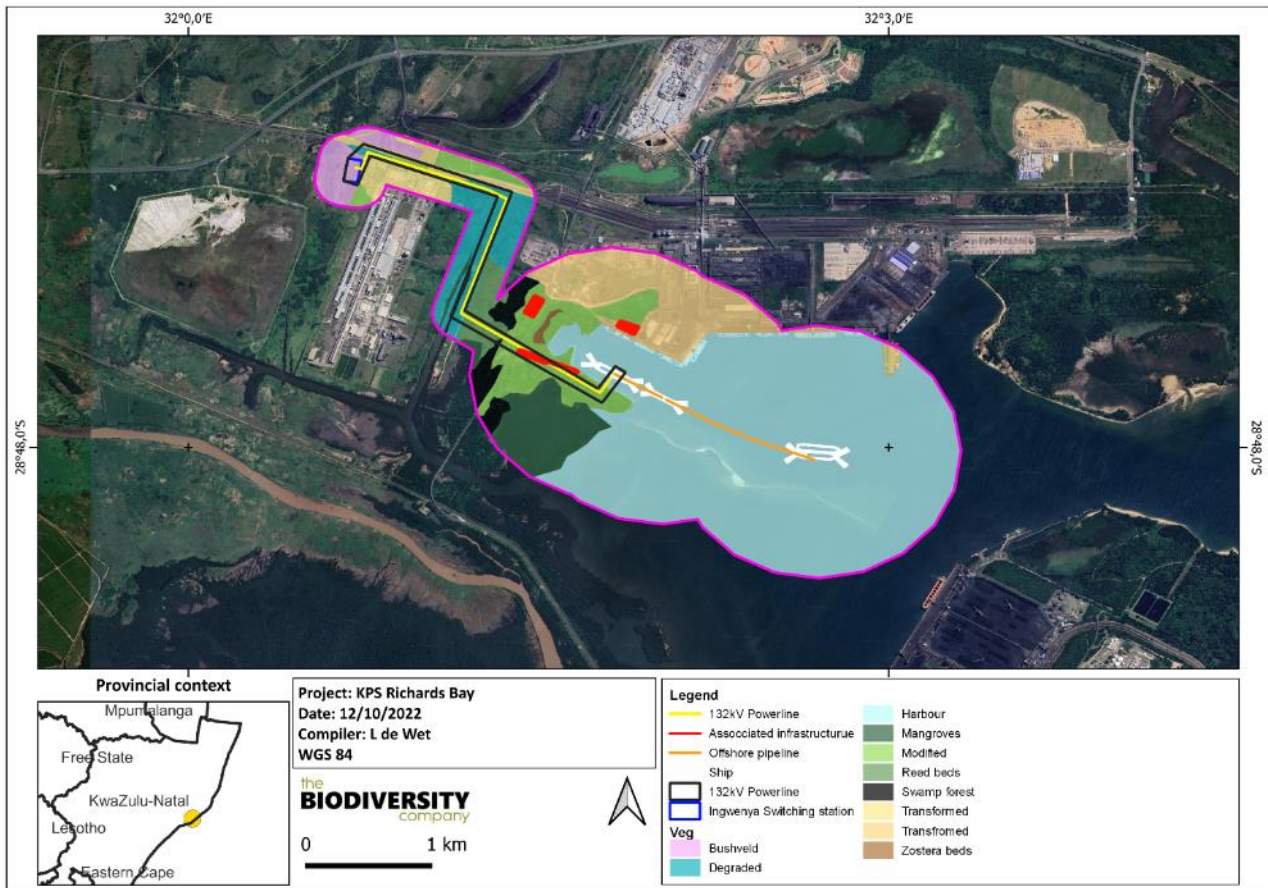 32°0,0'E
32°3,0'E
28°48,0'S
28°48,0'S
Provincial context
Mpumalanga
Free State
KwaZulu-Natal
Lesotho
Eastern Cape
Project: KPS Richards Bay
Date: 12/10/2022
Compiler: L de Wet
WGS 84
the
BIODIVERSITY
company
0 1 km
Legend
132kV Powerline
Assocciated infrastructurue
Offshore pipeline
Ship
132kV Powerline
Ingwenya Switching station
Veg
Bushveld
Degraded
Harbour
Mangroves
Modified
Reed beds
Swamp forest
Transformed
Transfromed
Zostera beds